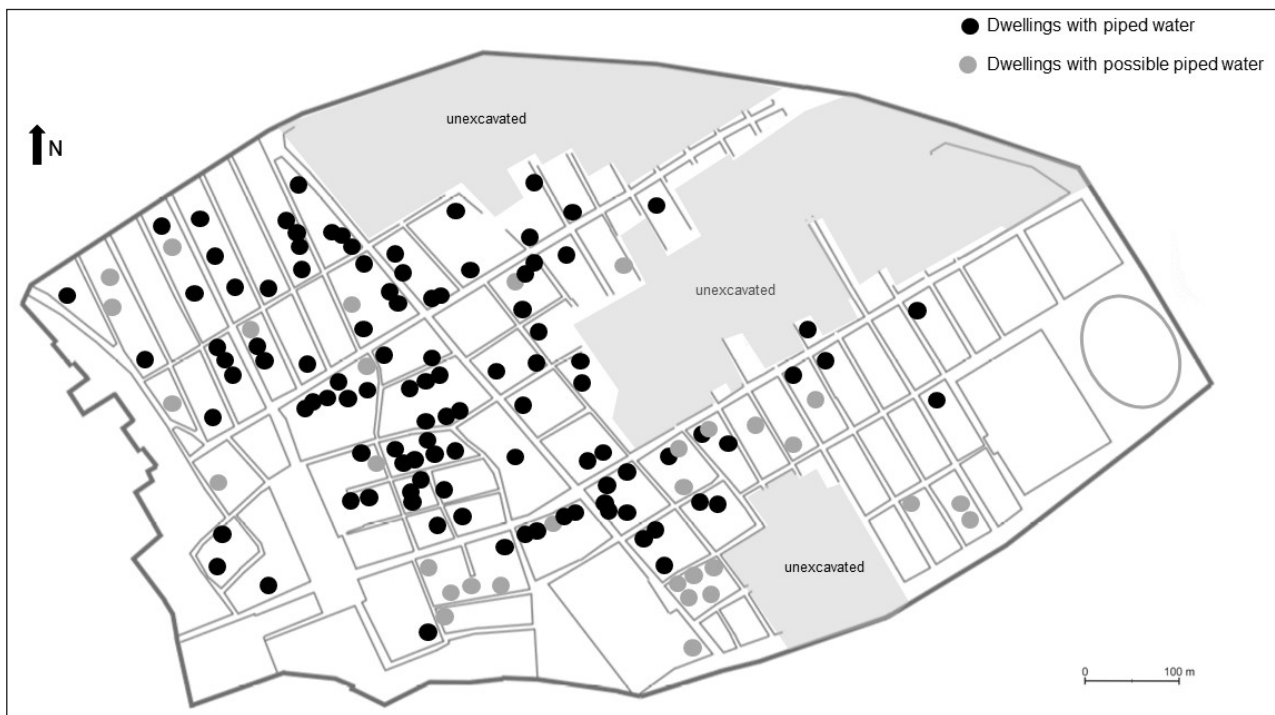 Dwellings with piped water
Dwellings with possible piped water
unexcavated
N
unexcavated
unexcavated
0 100 m